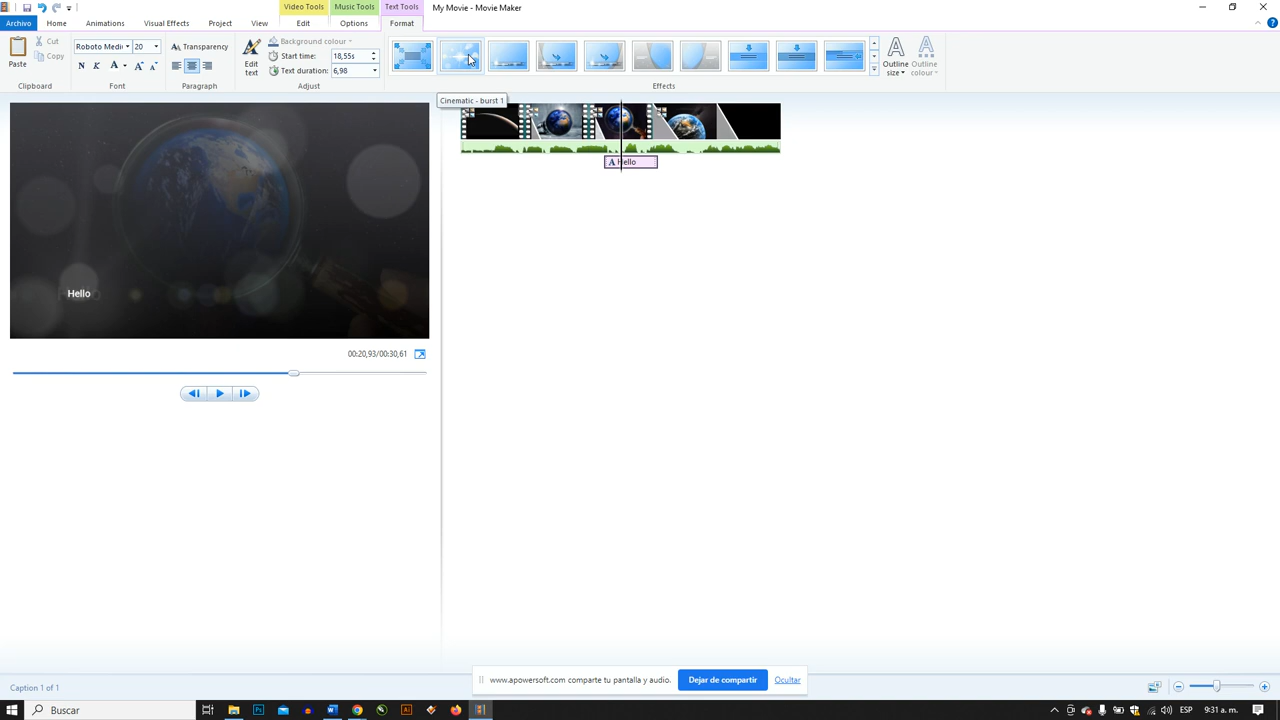 My Movie - Movie Maker
Video Tools
Music Tools
Text Tools
Archivo
Home
Animations
Visual Effects
Project
View
Edit
Options
Format
Paste
Cut
Copy
Clipboard
Roboto Medi
20
N
K
A
A
A
Font
Transparency
Paragraph
Edit text
Background colour
Start time: 18,55s
Text duration: 6,98
Adjust
Effects
A
Outline size
A
Outline colour
Cinematic - burst 1
Hello
A Hello
00:20,93/00:30,61
www.apowersoft.com comparte tu pantalla y audio.
Dejar de compartir
Ocultar
Caption 1 of 1
Buscar
Ps
W
Ai
ESP
9:31 a. m.